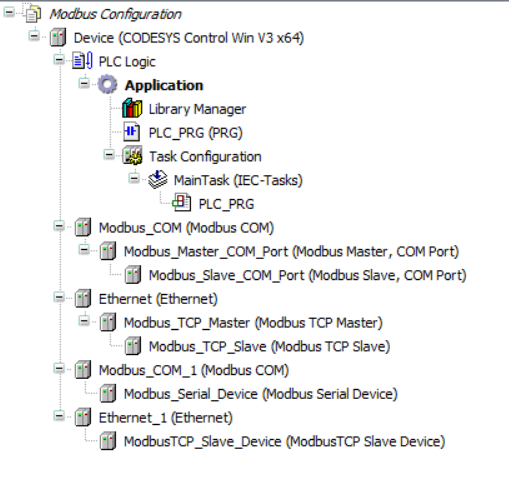 Modbus Configuration
Device (CODESYS Control Win V3 x64)
PLC Logic
Application
Library Manager
PLC_PRG (PRG)
Task Configuration
MainTask (IEC-Tasks)
PLC_PRG
Modbus_COM (Modbus COM)
Modbus_Master_COM_Port (Modbus Master, COM Port)
Modbus_Slave_COM_Port (Modbus Slave, COM Port)
Ethernet (Ethernet)
Modbus_TCP_Master (Modbus TCP Master)
Modbus_TCP_Slave (Modbus TCP Slave)
Modbus_COM_1 (Modbus COM)
Modbus_Serial_Device (Modbus Serial Device)
Ethernet_1 (Ethernet)
ModbusTCP_Slave_Device (ModbusTCP Slave Device)